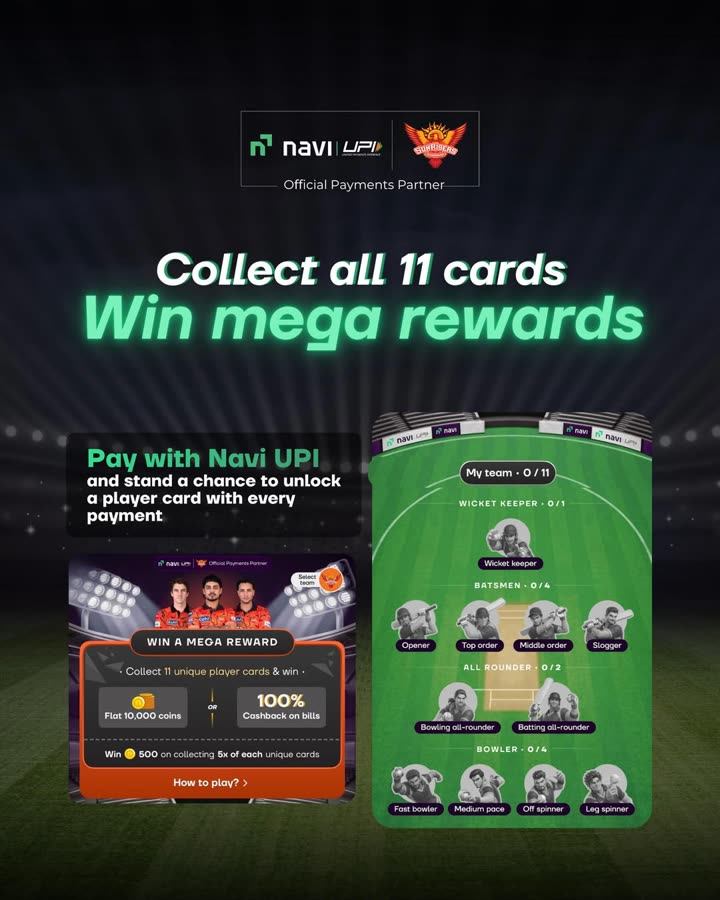 navi UPI
SUNRISERS
Official Payments Partner
Collect all 11 cards
Win mega rewards
Pay with Navi UPI
and stand a chance to unlock
a player card with every
payment
navi UPI Official Payments Partner
Select
team
WIN A MEGA REWARD
• Collect 11 unique player cards & win •
Flat 10,000 coins
OR
100%
Cashback on bills
Win 500 on collecting 5x of each unique cards
How to play? >
navi UPI navi
navi navi UPI
My team • 0 / 11
WICKET KEEPER • 0/1
Wicket keeper
BATSMEN • 0/4
Opener Top order Middle order Slogger
ALL ROUNDER • 0/2
Bowling all-rounder Batting all-rounder
BOWLER • 0/4
Fast bowler Medium pace Off spinner Leg spinner